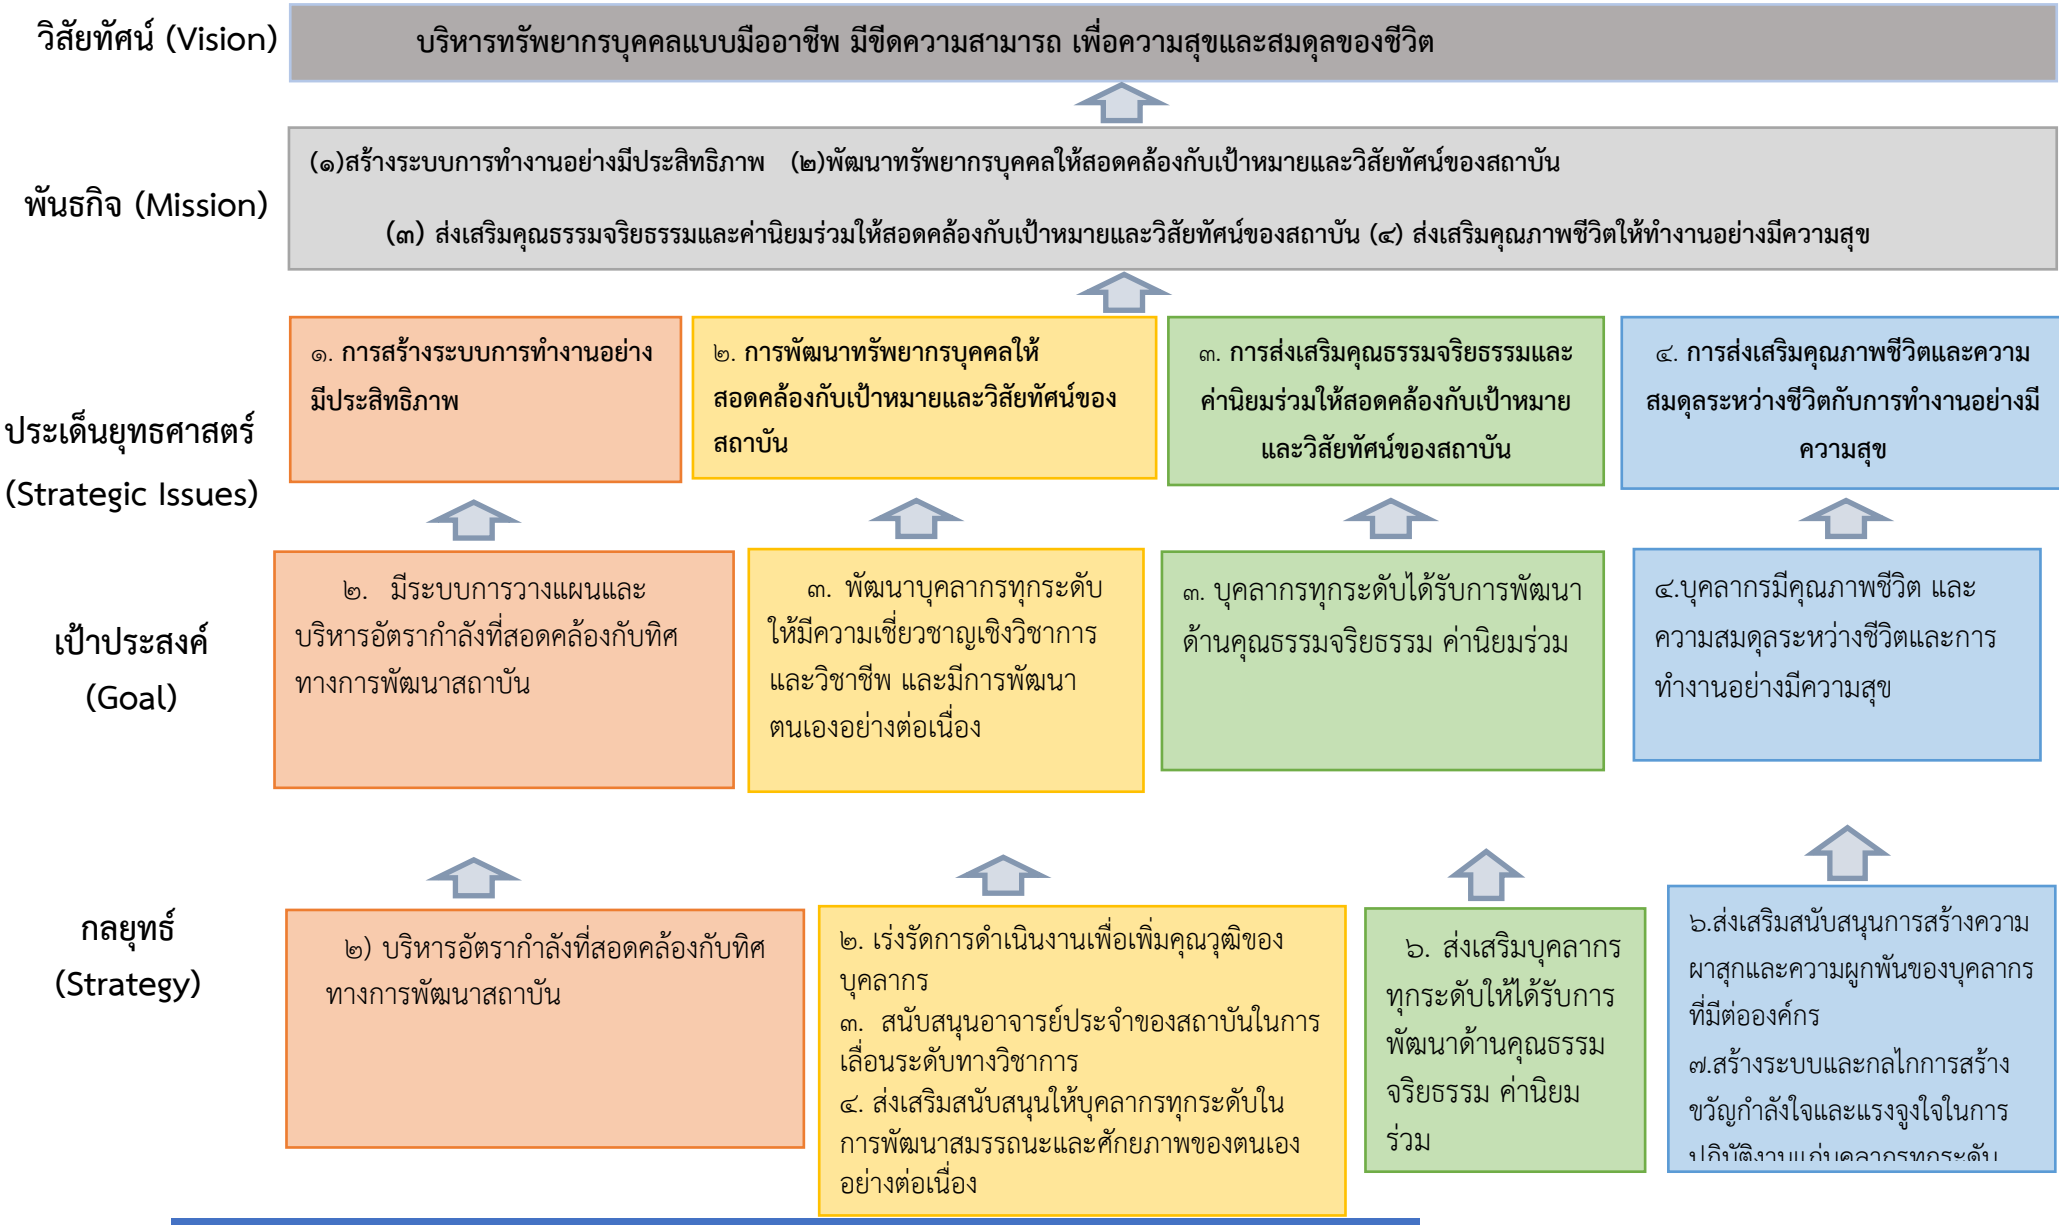 วิสัยทัศน์ (Vision)
บริหารทรัพยากรบุคคลแบบมืออาชีพ มีขีดความสามารถ เพื่อความสุขและสมดุลของชีวิต
พันธกิจ (Mission)
(๑)สร้างระบบการทำงานอย่างมีประสิทธิภาพ (๒)พัฒนาทรัพยากรบุคคลให้สอดคล้องกับเป้าหมายและวิสัยทัศน์ของสถาบัน
(๓) ส่งเสริมคุณธรรมจริยธรรมและค่านิยมร่วมให้สอดคล้องกับเป้าหมายและวิสัยทัศน์ของสถาบัน (๔) ส่งเสริมคุณภาพชีวิตให้ทำงานอย่างมีความสุข
ประเด็นยุทธศาสตร์
(Strategic Issues)
๑. การสร้างระบบการทำงานอย่าง
มีประสิทธิภาพ
๒. การพัฒนาทรัพยากรบุคคลให้
สอดคล้องกับเป้าหมายและวิสัยทัศน์ของ
สถาบัน
๓. การส่งเสริมคุณธรรมจริยธรรมและ
ค่านิยมร่วมให้สอดคล้องกับเป้าหมาย
และวิสัยทัศน์ของสถาบัน
๔. การส่งเสริมคุณภาพชีวิตและความ
สมดุลระหว่างชีวิตกับการทำงานอย่างมี
ความสุข
เป้าประสงค์
(Goal)
๒. มีระบบการวางแผนและ
บริหารอัตรากำลังที่สอดคล้องกับทิศ
ทางการพัฒนาสถาบัน
๓. พัฒนาบุคลากรทุกระดับ
ให้มีความเชี่ยวชาญเชิงวิชาการ
และวิชาชีพ และมีการพัฒนา
ตนเองอย่างต่อเนื่อง
๓. บุคลากรทุกระดับได้รับการพัฒนา
ด้านคุณธรรมจริยธรรม ค่านิยมร่วม
๔.บุคลากรมีคุณภาพชีวิต และ
ความสมดุลระหว่างชีวิตและการ
ทำงานอย่างมีความสุข
กลยุทธ์
(Strategy)
๒) บริหารอัตรากำลังที่สอดคล้องกับทิศ
ทางการพัฒนาสถาบัน
๒. เร่งรัดการดำเนินงานเพื่อเพิ่มคุณวุฒิของ
บุคลากร
๓. สนับสนุนอาจารย์ประจำของสถาบันในการ
เลื่อนระดับทางวิชาการ
๔. ส่งเสริมสนับสนุนให้บุคลากรทุกระดับใน
การพัฒนาสมรรถนะและศักยภาพของตนเอง
อย่างต่อเนื่อง
๖. ส่งเสริมบุคลากร
ทุกระดับให้ได้รับการ
พัฒนาด้านคุณธรรม
จริยธรรม ค่านิยม
ร่วม
๖.ส่งเสริมสนับสนุนการสร้างความ
ผาสุกและความผูกพันของบุคลากร
ที่มีต่อองค์กร
๗.สร้างระบบและกลไกการสร้าง
ขวัญกำลังใจและแรงจูงใจในการ
ปฏิบัติงานแก่บุคลากรทุกระดับ